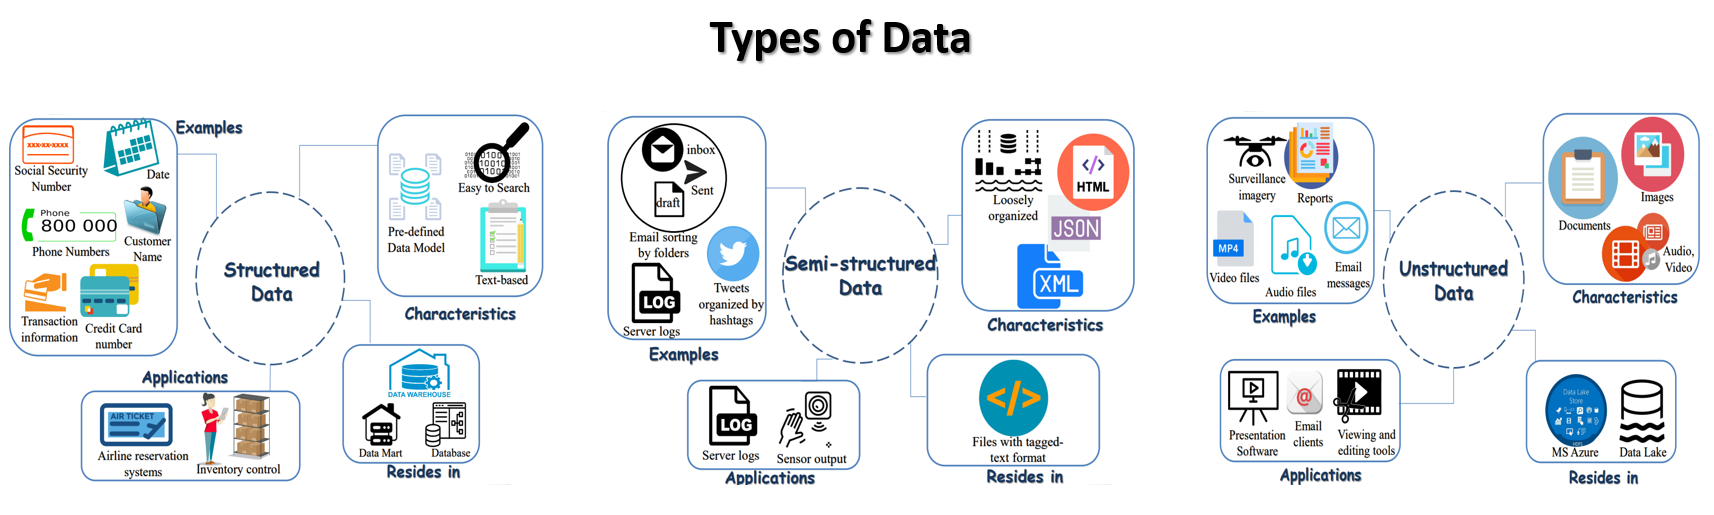 Types of Data
Examples
XXX-XX-XXXX
Social Security
Number
Date
Phone
800 000
Phone Numbers
Customer
Name
Transaction
information
Credit Card
number
Structured
Data
Easy to Search
Pre-defined
Data Model
Text-based
Characteristics
Applications
AIR TICKET
Airline reservation
systems
Inventory control
DATA WAREHOUSE
Data Mart
Database
Resides in
inbox
Sent
draft
Email sorting
by folders
Tweets
organized by
hashtags
LOG
Server logs
Examples
Semi-structured
Data
Loosely
organized
</>
HTML
JSON
XML
Characteristics
LOG
Server logs
Sensor output
Applications
</>
Files with tagged-
text format
Resides in
Surveillance
imagery
Reports
MP4
Video files
Audio files
Email
messages
Examples
Unstructured
Data
Documents
Images
Audio,
Video
Characteristics
Presentation
Software
@
Email
clients
Viewing and
editing tools
Applications
Data Lake
Store
HDFS
MS Azure
Data Lake
Resides in